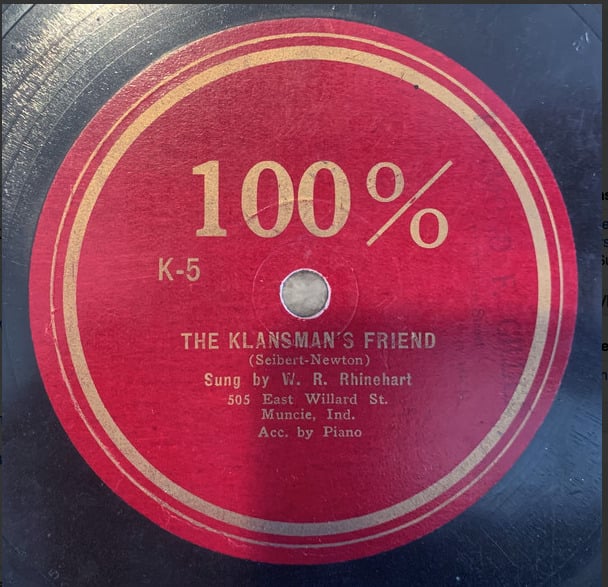 100%
K-5
THE KLANSMAN'S FRIEND
(Seibert-Newton)
Sung by W. R. Rhinehart
505 East Willard St.
Muncie, Ind.
Acc. by Piano